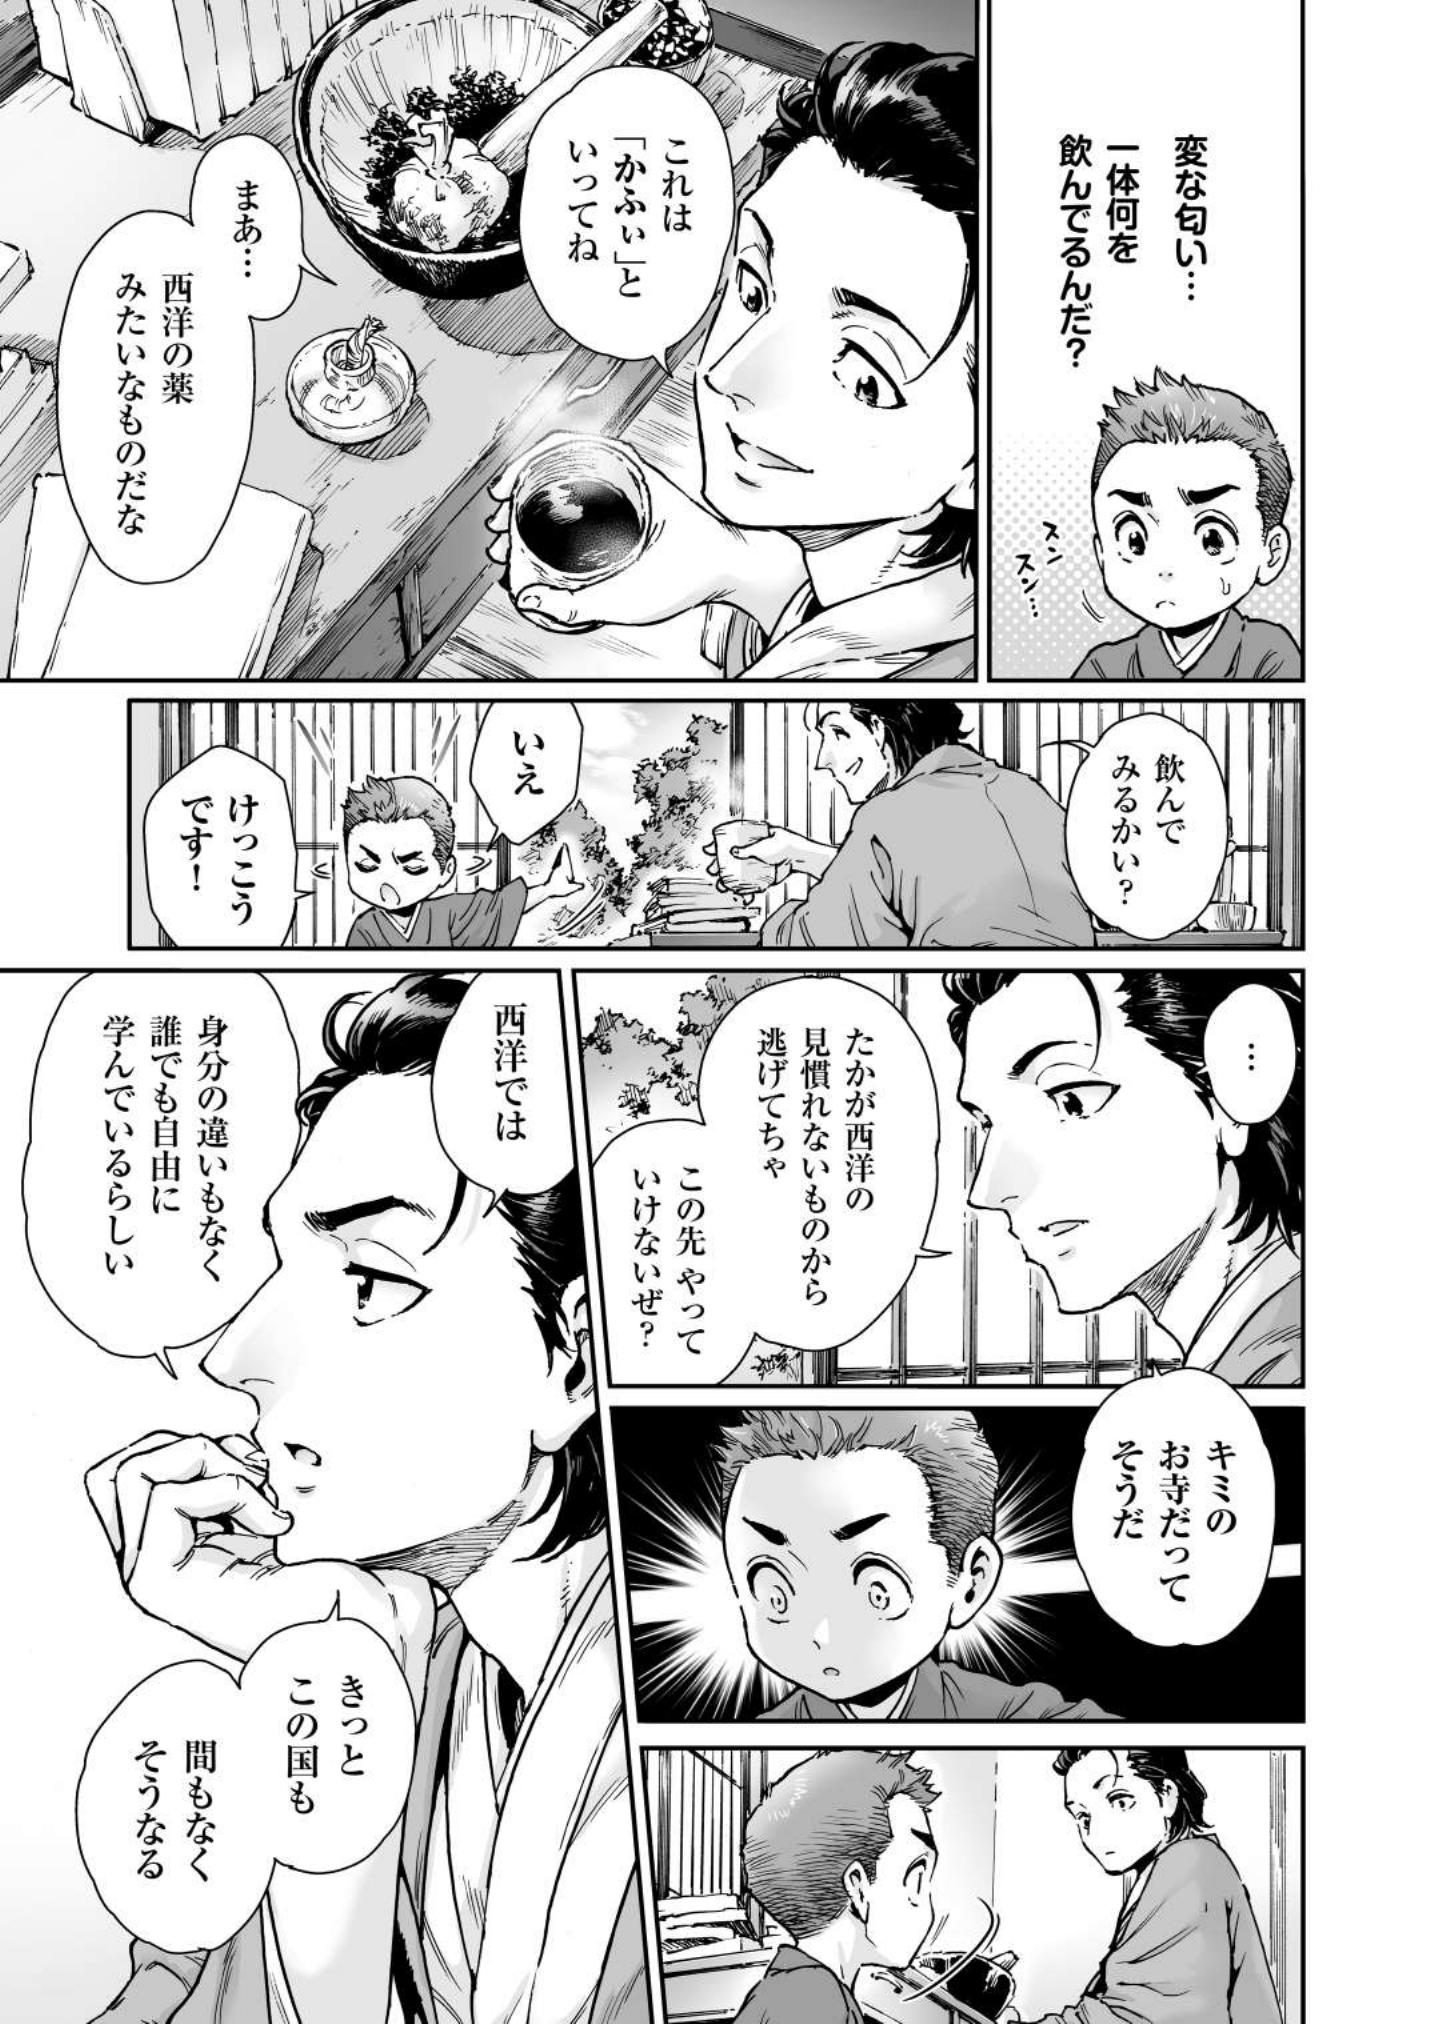 変な匂い…
一体何を
飲んでるんだ？
スン
スン…
これは
「かふぃ」と
いってね
まあ…
西洋の薬
みたいなものだな
飲んで
みるかい？
いえ
けっこう
です！
…
たかが西洋の
見慣れないものから
逃げてちゃ
この先 やって
いけないぜ？
キミの
お寺だって
そうだ
西洋では
身分の違いもなく
誰でも自由に
学んでいるらしい
きっと
この国も
間もなく
そうなる